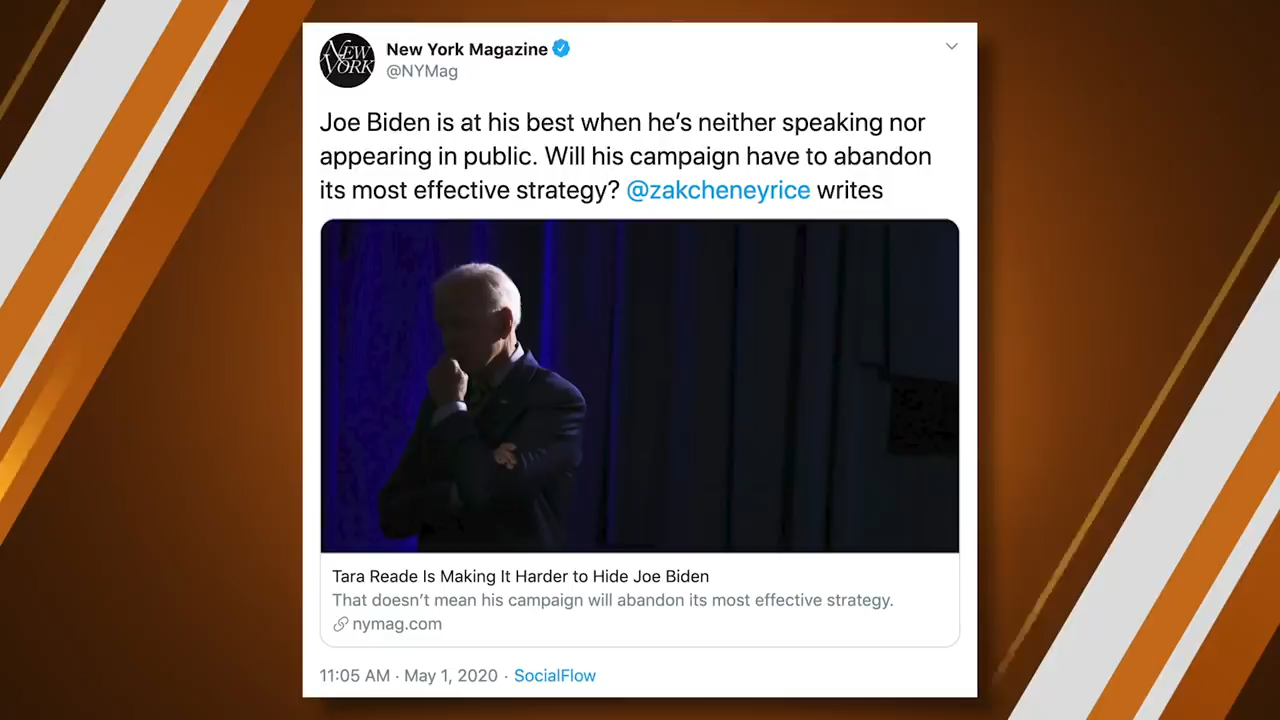 NEW
YORK
New York Magazine
@NYMag
Joe Biden is at his best when he’s neither speaking nor
appearing in public. Will his campaign have to abandon
its most effective strategy? @zakcheneyrice writes
Tara Reade Is Making It Harder to Hide Joe Biden
That doesn’t mean his campaign will abandon its most effective strategy.
nymag.com
11:05 AM · May 1, 2020 · SocialFlow